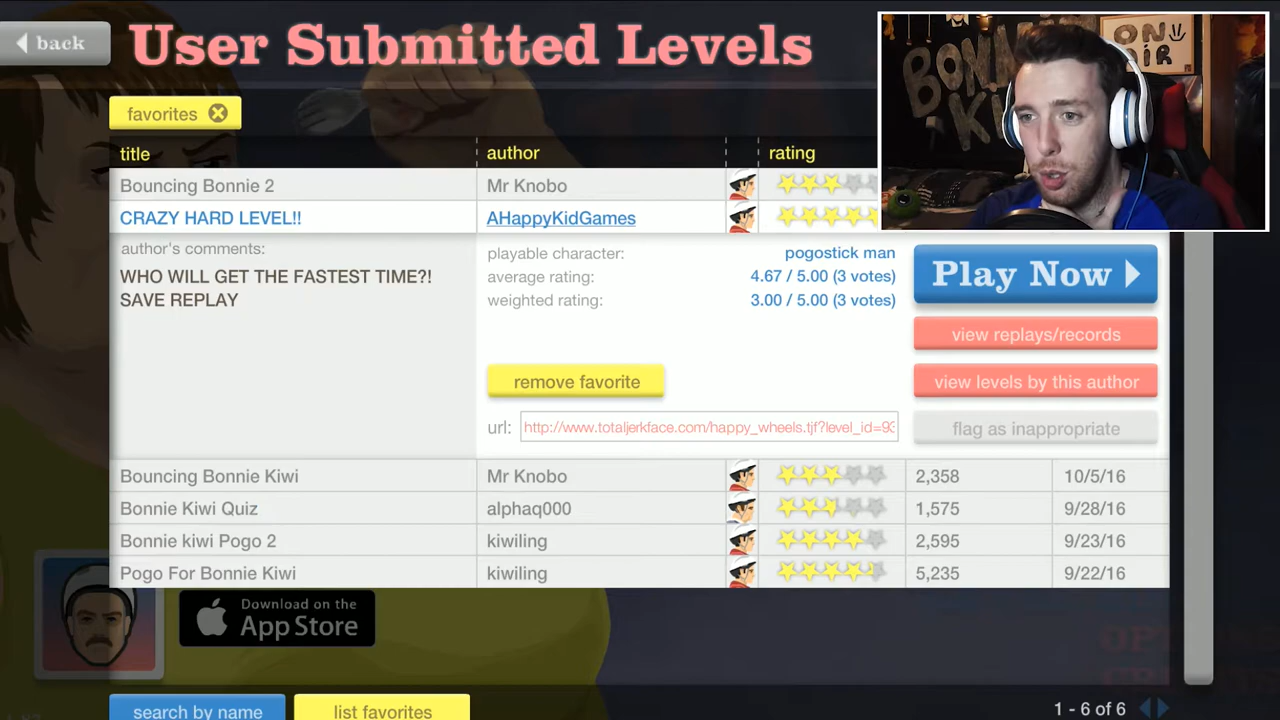 back
User Submitted Levels
ON
AIR
favorites
title author rating
Bouncing Bonnie 2 Mr Knobo
CRAZY HARD LEVEL!! AHappyKidGames
author's comments:
WHO WILL GET THE FASTEST TIME?!
SAVE REPLAY
playable character: pogostick man
average rating: 4.67 / 5.00 (3 votes)
weighted rating: 3.00 / 5.00 (3 votes)
remove favorite
url: http://www.totaljerkface.com/happy_wheels.tjf?level_id=93
Play Now
view replays/records
view levels by this author
flag as inappropriate
Bouncing Bonnie Kiwi Mr Knobo 2,358 10/5/16
Bonnie Kiwi Quiz alphaq000 1,575 9/28/16
Bonnie kiwi Pogo 2 kiwiling 2,595 9/23/16
Pogo For Bonnie Kiwi kiwiling 5,235 9/22/16
Download on the
App Store
search by name list favorites 1 - 6 of 6